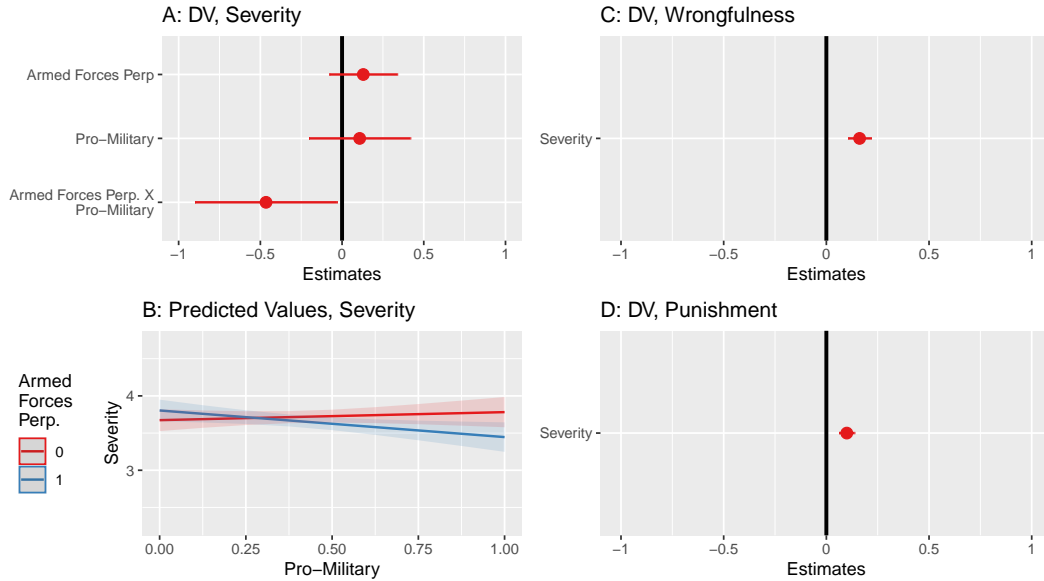 A: DV, Severity
Armed Forces Perp
Pro−Military
Armed Forces Perp. X
Pro−Military
−1
−0.5
0
0.5
1
Estimates
C: DV, Wrongfulness
Severity
−1
−0.5
0
0.5
1
Estimates
B: Predicted Values, Severity
Armed
Forces
Perp.
0
1
Severity
4
3
0.00
0.25
0.50
0.75
1.00
Pro−Military
D: DV, Punishment
Severity
−1
−0.5
0
0.5
1
Estimates